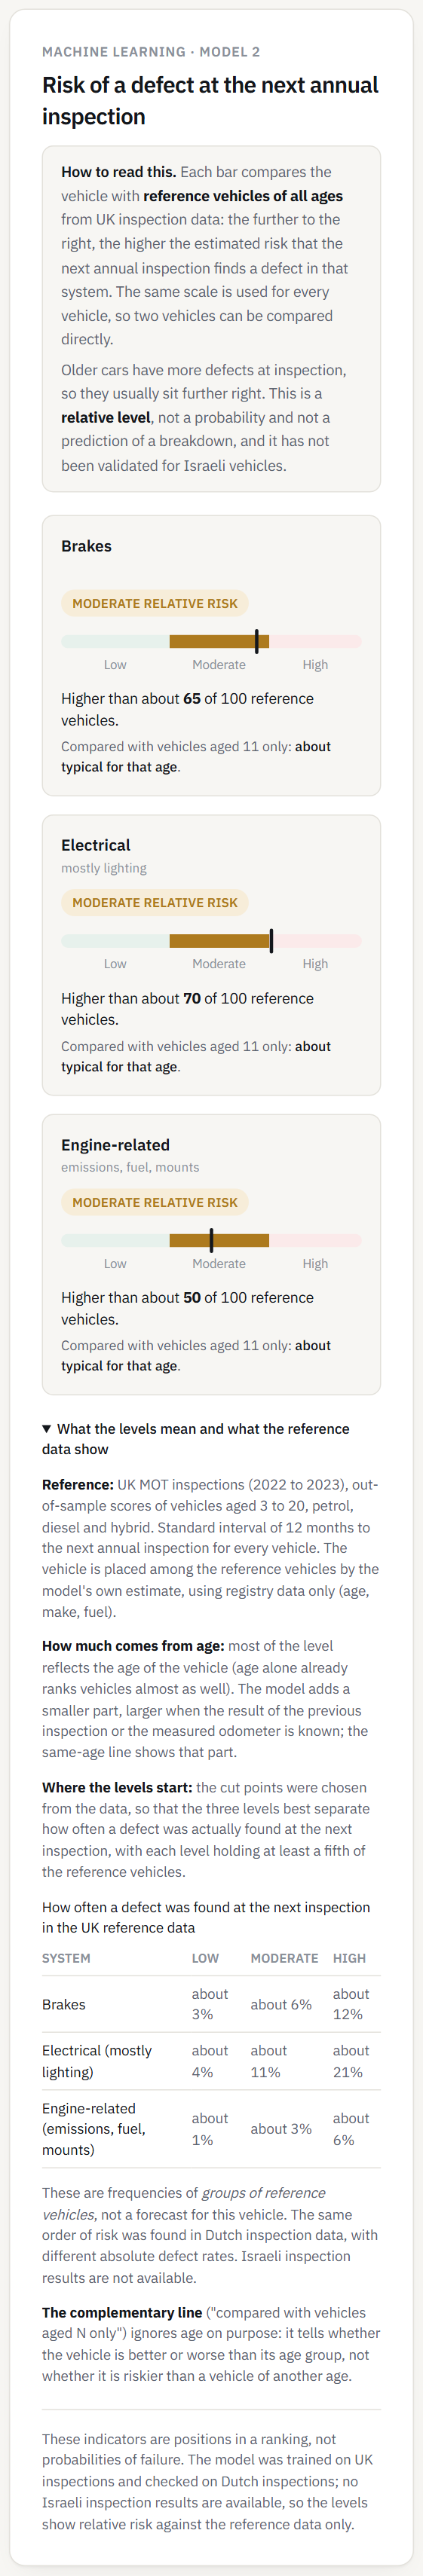 MACHINE LEARNING · MODEL 2
Risk of a defect at the next annual
inspection
How to read this. Each bar compares the
vehicle with reference vehicles of all ages
from UK inspection data: the further to the
right, the higher the estimated risk that the
next annual inspection finds a defect in that
system. The same scale is used for every
vehicle, so two vehicles can be compared
directly.
Older cars have more defects at inspection,
so they usually sit further right. This is a
relative level, not a probability and not a
prediction of a breakdown, and it has not
been validated for Israeli vehicles.
Brakes
MODERATE RELATIVE RISK
Low Moderate High
Higher than about 65 of 100 reference
vehicles.
Compared with vehicles aged 11 only: about
typical for that age.
Electrical
mostly lighting
MODERATE RELATIVE RISK
Low Moderate High
Higher than about 70 of 100 reference
vehicles.
Compared with vehicles aged 11 only: about
typical for that age.
Engine-related
emissions, fuel, mounts
MODERATE RELATIVE RISK
Low Moderate High
Higher than about 50 of 100 reference
vehicles.
Compared with vehicles aged 11 only: about
typical for that age.
▼ What the levels mean and what the reference
data show
Reference: UK MOT inspections (2022 to 2023), out-
of-sample scores of vehicles aged 3 to 20, petrol,
diesel and hybrid. Standard interval of 12 months to
the next annual inspection for every vehicle. The
vehicle is placed among the reference vehicles by the
model's own estimate, using registry data only (age,
make, fuel).
How much comes from age: most of the level
reflects the age of the vehicle (age alone already
ranks vehicles almost as well). The model adds a
smaller part, larger when the result of the previous
inspection or the measured odometer is known; the
same-age line shows that part.
Where the levels start: the cut points were chosen
from the data, so that the three levels best separate
how often a defect was actually found at the next
inspection, with each level holding at least a fifth of
the reference vehicles.
How often a defect was found at the next inspection
in the UK reference data
SYSTEM LOW MODERATE HIGH
Brakes about 3% about 6% about 12%
Electrical (mostly lighting) about 4% about 11% about 21%
Engine-related (emissions, fuel, mounts) about 1% about 3% about 6%
These are frequencies of groups of reference
vehicles, not a forecast for this vehicle. The same
order of risk was found in Dutch inspection data, with
different absolute defect rates. Israeli inspection
results are not available.
The complementary line ("compared with vehicles
aged N only") ignores age on purpose: it tells whether
the vehicle is better or worse than its age group, not
whether it is riskier than a vehicle of another age.
These indicators are positions in a ranking, not
probabilities of failure. The model was trained on UK
inspections and checked on Dutch inspections; no
Israeli inspection results are available, so the levels
show relative risk against the reference data only.